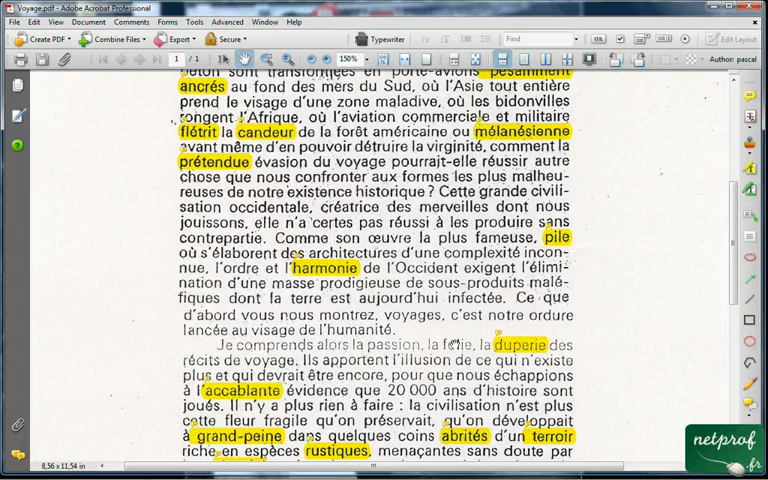 Voyage.pdf - Adobe Acrobat Professional
File Edit View Document Comments Forms Tools Advanced Window Help
Create PDF Combine Files Export Secure Typewriter OK Find Edit Layout
1 / 1 150% Author: pascal
béton sont transformées en porte-avions pesamment
ancrés au fond des mers du Sud, où l'Asie tout entière
prend le visage d'une zone maladive, où les bidonvilles
rongent l'Afrique, où l'aviation commerciale et militaire
flétrit la candeur de la forêt américaine ou mélanésienne
avant même d'en pouvoir détruire la virginité, comment la
prétendue évasion du voyage pourrait-elle réussir autre
chose que nous confronter aux formes les plus malheu-
reuses de notre existence historique ? Cette grande civili-
sation occidentale, créatrice des merveilles dont nous
jouissons, elle n'a certes pas réussi à les produire sans
contrepartie. Comme son œuvre la plus fameuse, pile
où s'élaborent des architectures d'une complexité incon-
nue, l'ordre et l'harmonie de l'Occident exigent l'élimi-
nation d'une masse prodigieuse de sous-produits malé-
fiques dont la terre est aujourd'hui infectée. Ce que
d'abord vous nous montrez, voyages, c'est notre ordure
lancée au visage de l'humanité.
Je comprends alors la passion, la folie, la duperie des
récits de voyage. Ils apportent l'illusion de ce qui n'existe
plus et qui devrait être encore, pour que nous échappions
à l'accablante évidence que 20 000 ans d'histoire sont
joués. Il n'y a plus rien à faire : la civilisation n'est plus
cette fleur fragile qu'on préservait, qu'on développait
à grand-peine dans quelques coins abrités d'un terroir
riche en espèces rustiques, menaçantes sans doute par
8,56 x 11,54 in
netprof
.fr